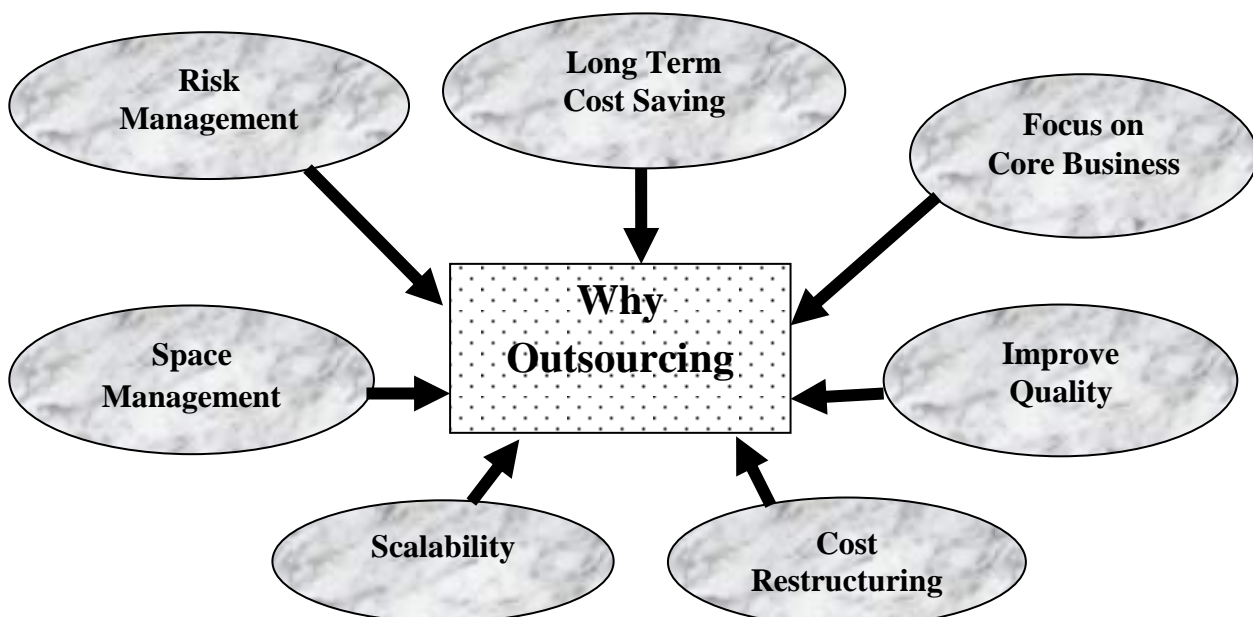 Risk
Management
Long Term
Cost Saving
Focus on
Core Business
Why
Outsourcing
Space
Management
Improve
Quality
Scalability
Cost
Restructuring